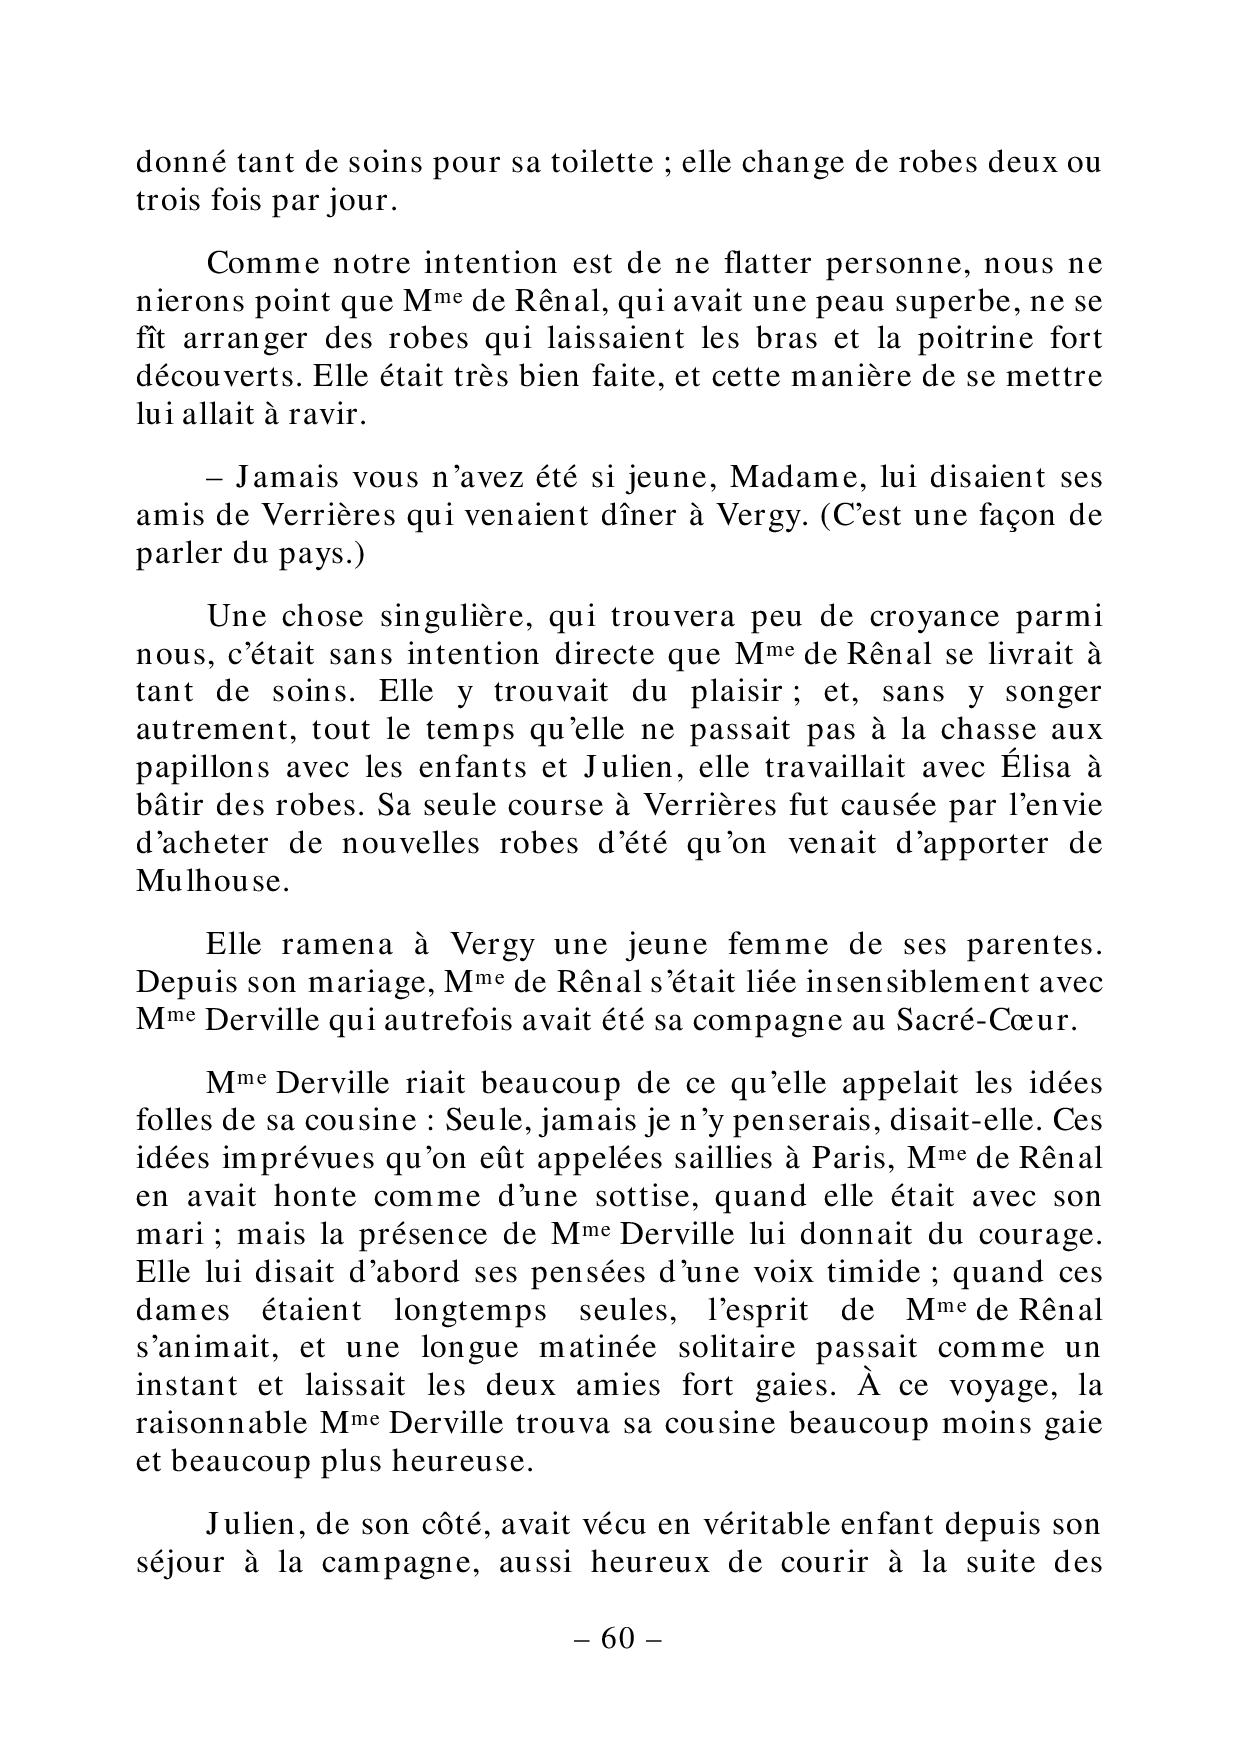 donné tant de soins pour sa toilette ; elle change de robes deux ou
trois fois par jour.
Comme notre intention est de ne flatter personne, nous ne
nierons point que Mme de Rênal, qui avait une peau superbe, ne se
fît arranger des robes qui laissaient les bras et la poitrine fort
découverts. Elle était très bien faite, et cette manière de se mettre
lui allait à ravir.
– Jamais vous n’avez été si jeune, Madame, lui disaient ses
amis de Verrières qui venaient dîner à Vergy. (C’est une façon de
parler du pays.)
Une chose singulière, qui trouvera peu de croyance parmi
nous, c’était sans intention directe que Mme de Rênal se livrait à
tant de soins. Elle y trouvait du plaisir ; et, sans y songer
autrement, tout le temps qu’elle ne passait pas à la chasse aux
papillons avec les enfants et Julien, elle travaillait avec Élisa à
bâtir des robes. Sa seule course à Verrières fut causée par l’envie
d’acheter de nouvelles robes d’été qu’on venait d’apporter de
Mulhouse.
Elle ramena à Vergy une jeune femme de ses parentes.
Depuis son mariage, Mme de Rênal s’était liée insensiblement avec
Mme Derville qui autrefois avait été sa compagne au Sacré-Cœur.
Mme Derville riait beaucoup de ce qu’elle appelait les idées
folles de sa cousine : Seule, jamais je n’y penserais, disait-elle. Ces
idées imprévues qu’on eût appelées saillies à Paris, Mme de Rênal
en avait honte comme d’une sottise, quand elle était avec son
mari ; mais la présence de Mme Derville lui donnait du courage.
Elle lui disait d’abord ses pensées d’une voix timide ; quand ces
dames étaient longtemps seules, l’esprit de Mme de Rênal
s’animait, et une longue matinée solitaire passait comme un
instant et laissait les deux amies fort gaies. À ce voyage, la
raisonnable Mme Derville trouva sa cousine beaucoup moins gaie
et beaucoup plus heureuse.
Julien, de son côté, avait vécu en véritable enfant depuis son
séjour à la campagne, aussi heureux de courir à la suite des
– 60 –